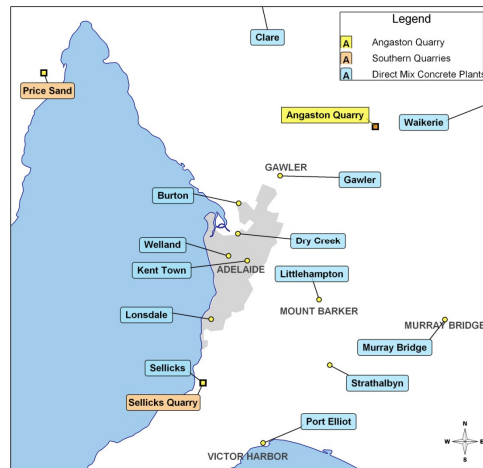 Legend
A Angaston Quarry
A Southern Quarries
A Direct Mix Concrete Plants
Clare
Price Sand
Angaston Quarry
Waikerie
GAWLER
Gawler
Burton
Dry Creek
Welland
Kent Town
ADELAIDE
Littlehampton
MOUNT BARKER
Lonsdale
MURRAY BRIDGE
Murray Bridge
Sellicks
Strathalbyn
Sellicks Quarry
Port Elliot
VICTOR HARBOR
N
W E
S